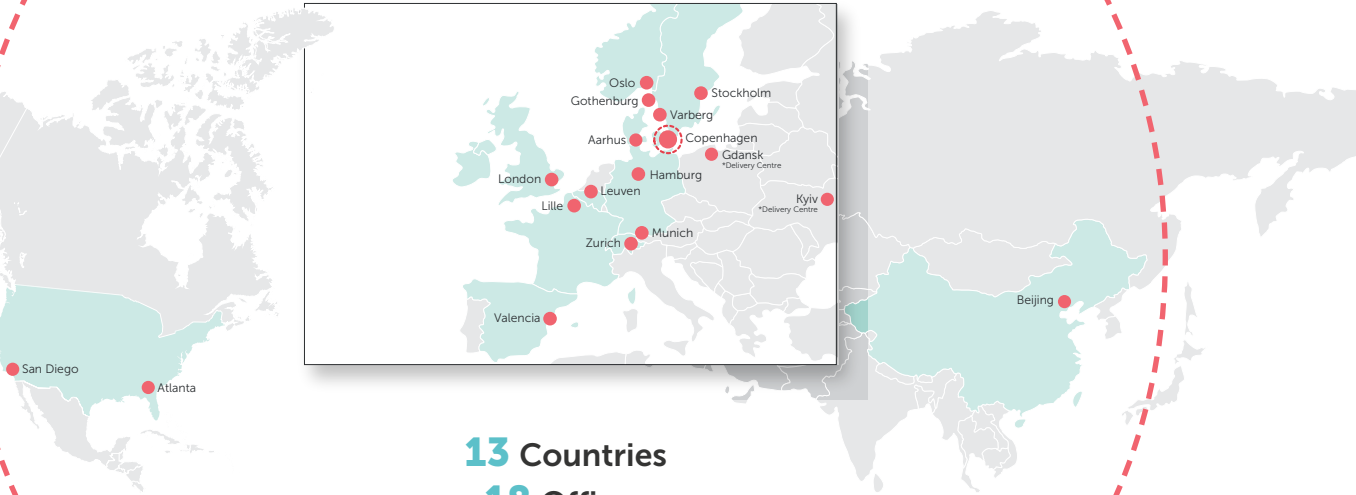 Oslo
Stockholm
Gothenburg
Varberg
Aarhus
Copenhagen
Gdansk
*Delivery Centre
London
Hamburg
Leuven
Lille
Kyiv
*Delivery Centre
Munich
Zurich
Valencia
Beijing
San Diego
Atlanta
13 Countries